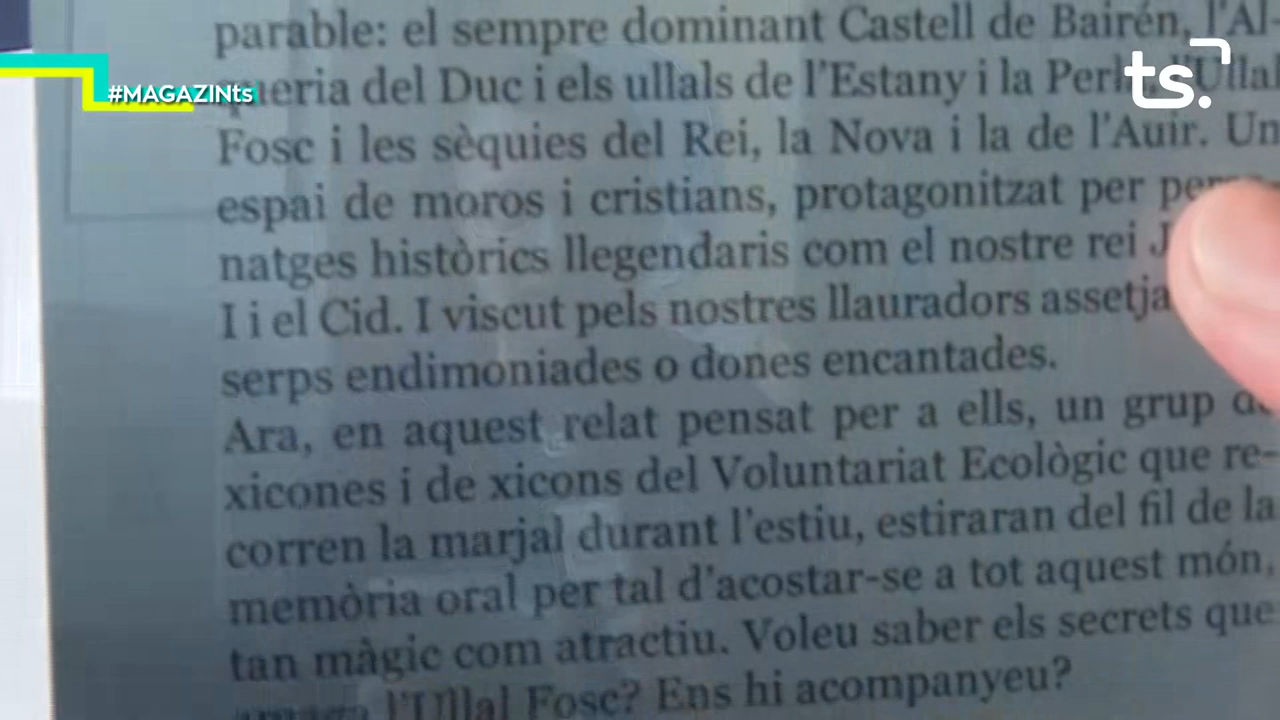 parable: el sempre dominant Castell de Bairén, l'Al-
queria del Duc i els ullals de l'Estany i la Perla. l'Ullal
Fosc i les sèquies del Rei, la Nova i la de l'Auir. Un
espai de moros i cristians, protagonitzat per
natges històrics llegendaris com el nostre rei
I i el Cid. I viscut pels nostres llauradors
serps endimoniades o dones encantades.
Ara, en aquest relat pensat per a ells, un grup de
xicones i de xicons del Voluntariat Ecològic que re-
corren la marjal durant l'estiu, estiraran del fil de la
memòria oral per tal d'acostar-se a tot aquest món,
tan màgic com atractiu. Voleu saber els secrets que
l'Ullal Fosc? Ens hi acompanyeu?
#MAGAZINts
ts.